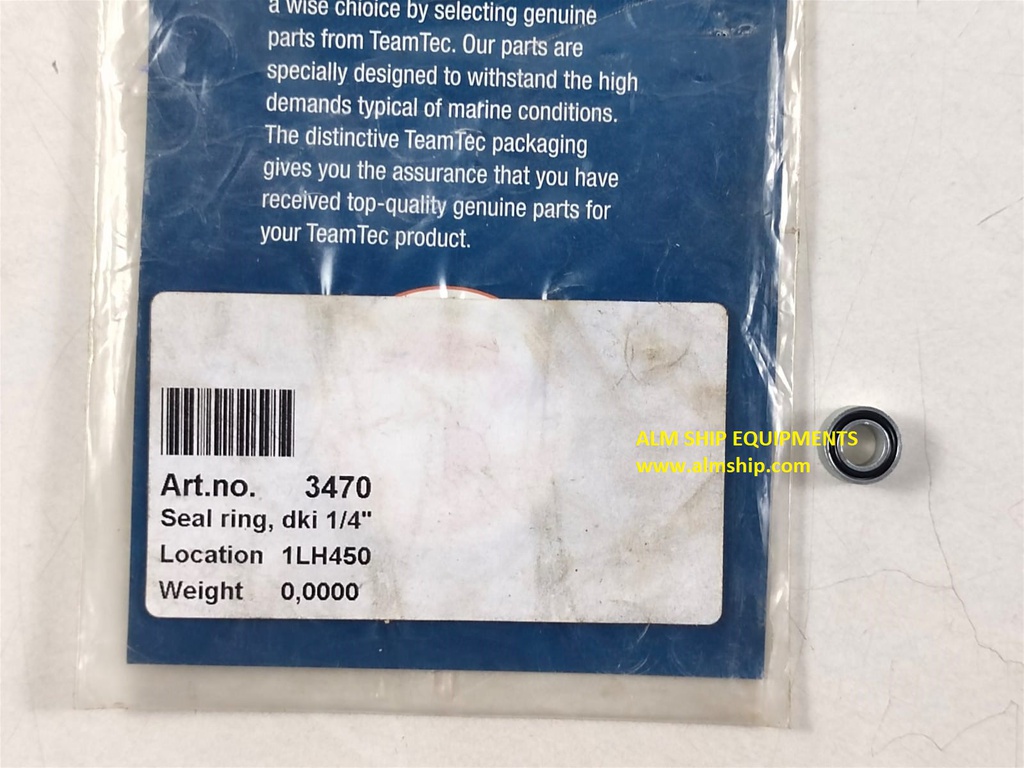 a wise chioice by selecting genuine
parts from TeamTec. Our parts are
specially designed to withstand the high
demands typical of marine conditions.
The distinctive TeamTec packaging
gives you the assurance that you have
received top-quality genuine parts for
your TeamTec product.
Art.no. 3470
Seal ring, dki 1/4"
Location 1LH450
Weight 0,0000
ALM SHIP EQUIPMENTS
www.almship.com